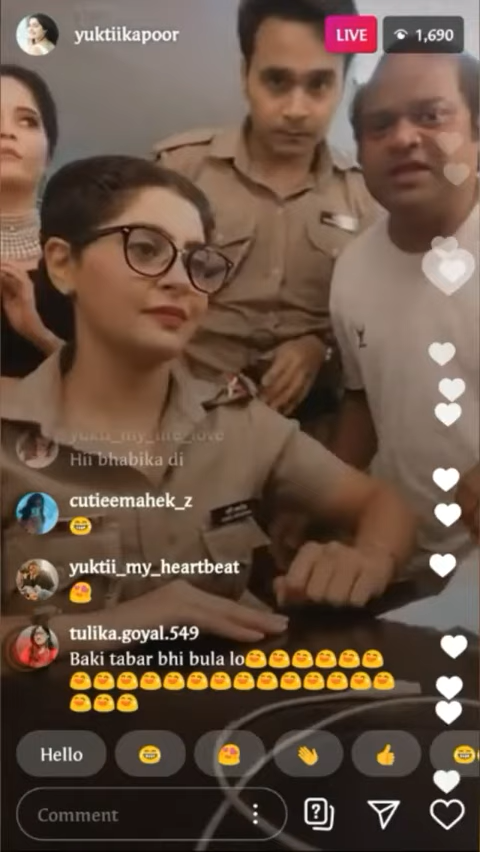 yuktiikapoor
LIVE
1,690
yukti_my_life_love
Hii bhabika di
cutieemahek_z
😂
yuktii_my_heartbeat
😍
tulika.goyal.549
Baki tabar bhi bula lo😋😋😋😋😋😋
😋😋😋😋😋😋😋😋😋😋😋😋😋😋
😋😋😋
Hello 😂 😍 👋 👍 😂
Comment